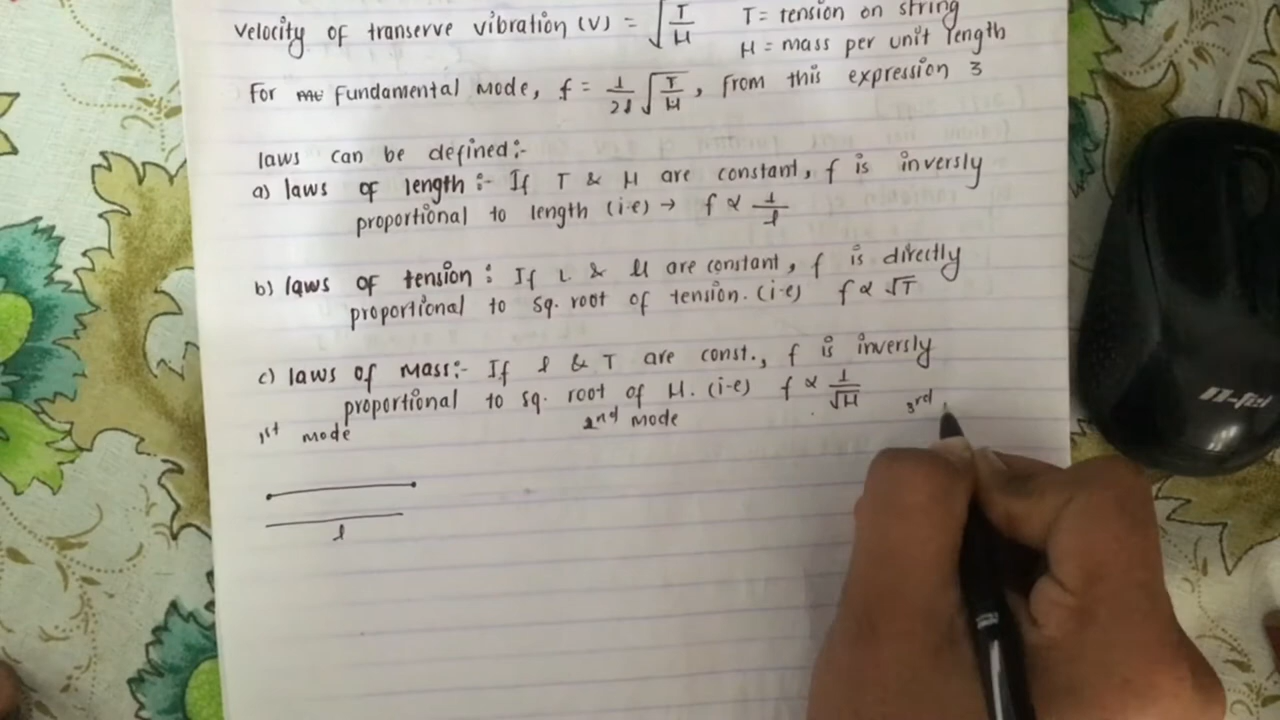 velocity of transerve vibration (v) = √(T/μ) T = tension on string
μ = mass per unit length
For fundamental mode, f = 1/2l √(T/μ), from this expression 3
laws can be defined:-
a) laws of length :- If T & μ are constant, f is inversly
proportional to length (i.e) → f ∝ 1/l
b) laws of tension : If L & μ are constant, f is directly
proportional to sq. root of tension. (i-e) f ∝ √T
c) laws of Mass:- If l & T are const., f is inversly
proportional to sq. root of μ. (i-e) f ∝ 1/√μ
1st mode 2nd mode 3rd
l